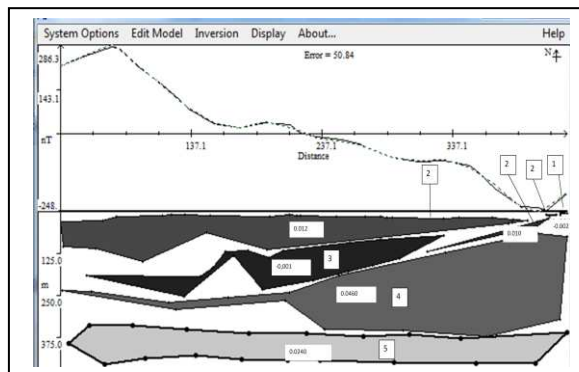 System Options Edit Model Inversion Display About... Help
Error = 50.84
N
286.3
143.1
nT
137.1 237.1 337.1
Distance
-248.
2 2 2 1
0.012
0.010
-0.002
3
-0.001
125.0
m
0.0460
4
250.0
375.0
0.0240
5